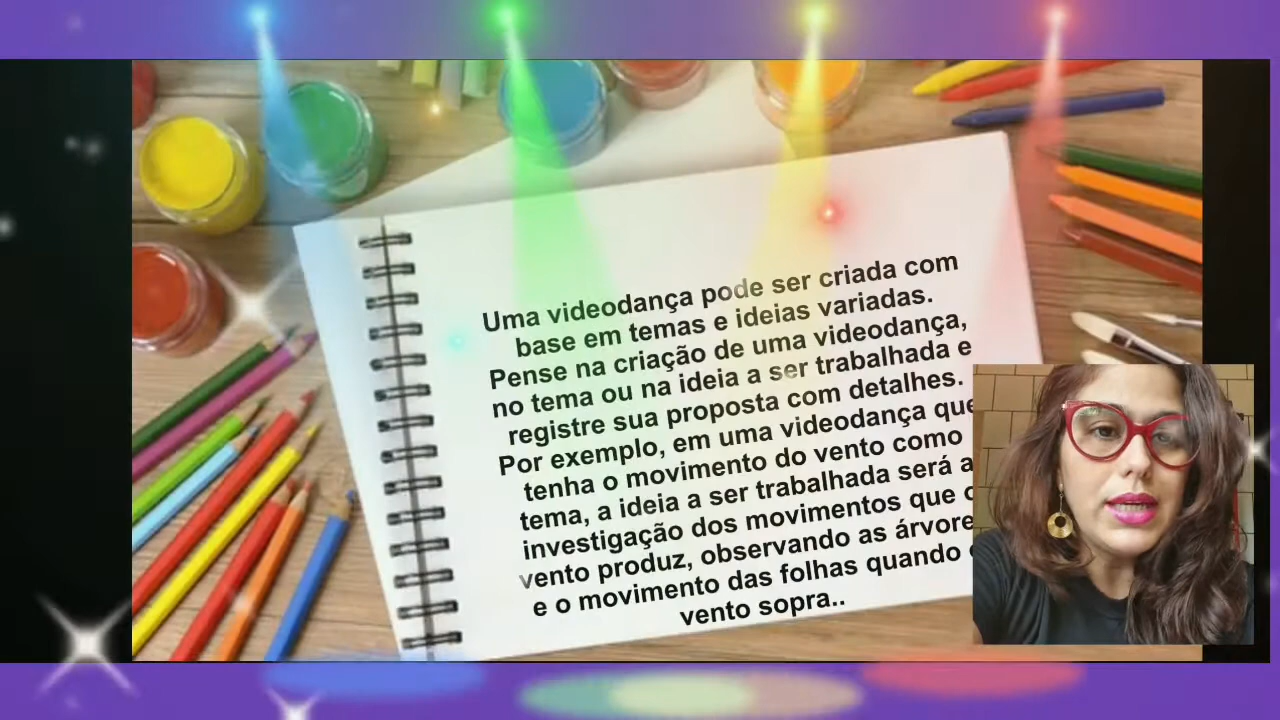 Uma videodança pode ser criada com
base em temas e ideias variadas.
Pense na criação de uma videodança,
no tema ou na ideia a ser trabalhada e
registre sua proposta com detalhes.
Por exemplo, em uma videodança que
tenha o movimento do vento como
tema, a ideia a ser trabalhada será a
investigação dos movimentos que
vento produz, observando as árvore
e o movimento das folhas quando
vento sopra..